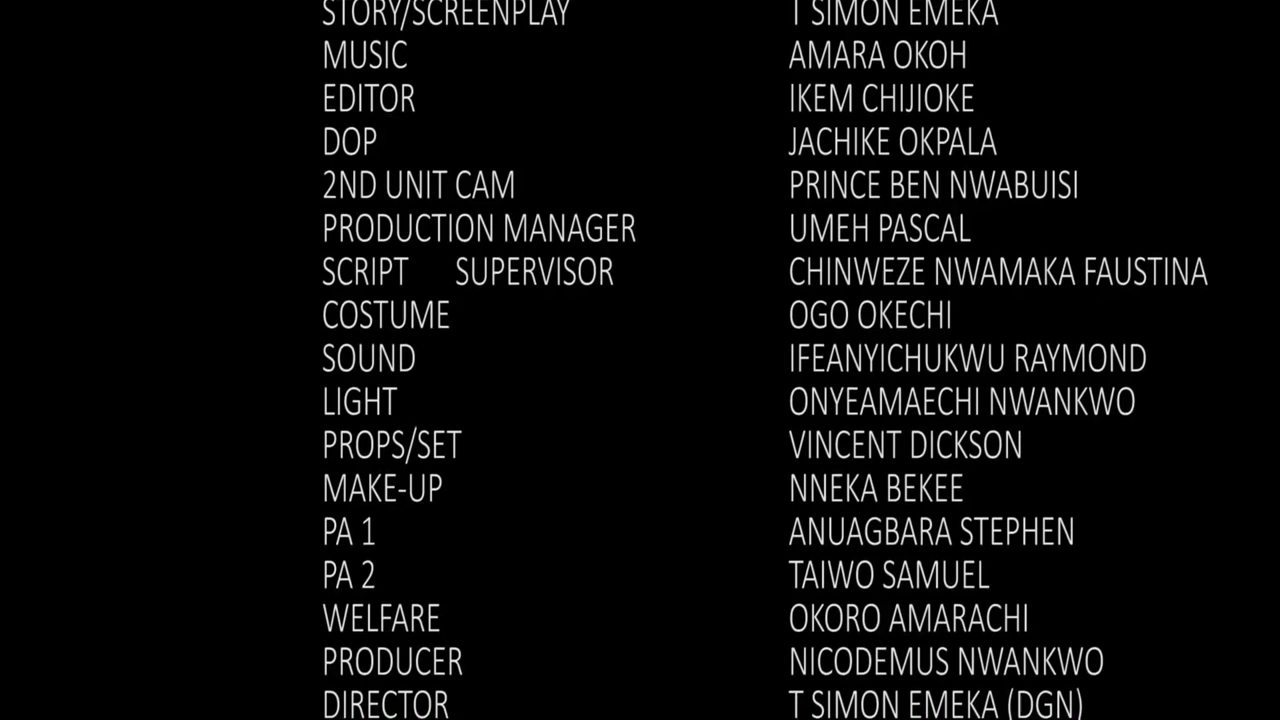 STORY/SCREENPLAY T SIMON EMEKA
MUSIC AMARA OKOH
EDITOR IKEM CHIJIOKE
DOP JACHIKE OKPALA
2ND UNIT CAM PRINCE BEN NWABUISI
PRODUCTION MANAGER UMEH PASCAL
SCRIPT SUPERVISOR CHINWEZE NWAMAKA FAUSTINA
COSTUME OGO OKECHI
SOUND IFEANYICHUKWU RAYMOND
LIGHT ONYEAMAECHI NWANKWO
PROPS/SET VINCENT DICKSON
MAKE-UP NNEKA BEKEE
PA 1 ANUAGBARA STEPHEN
PA 2 TAIWO SAMUEL
WELFARE OKORO AMARACHI
PRODUCER NICODEMUS NWANKWO
DIRECTOR T SIMON EMEKA (DGN)